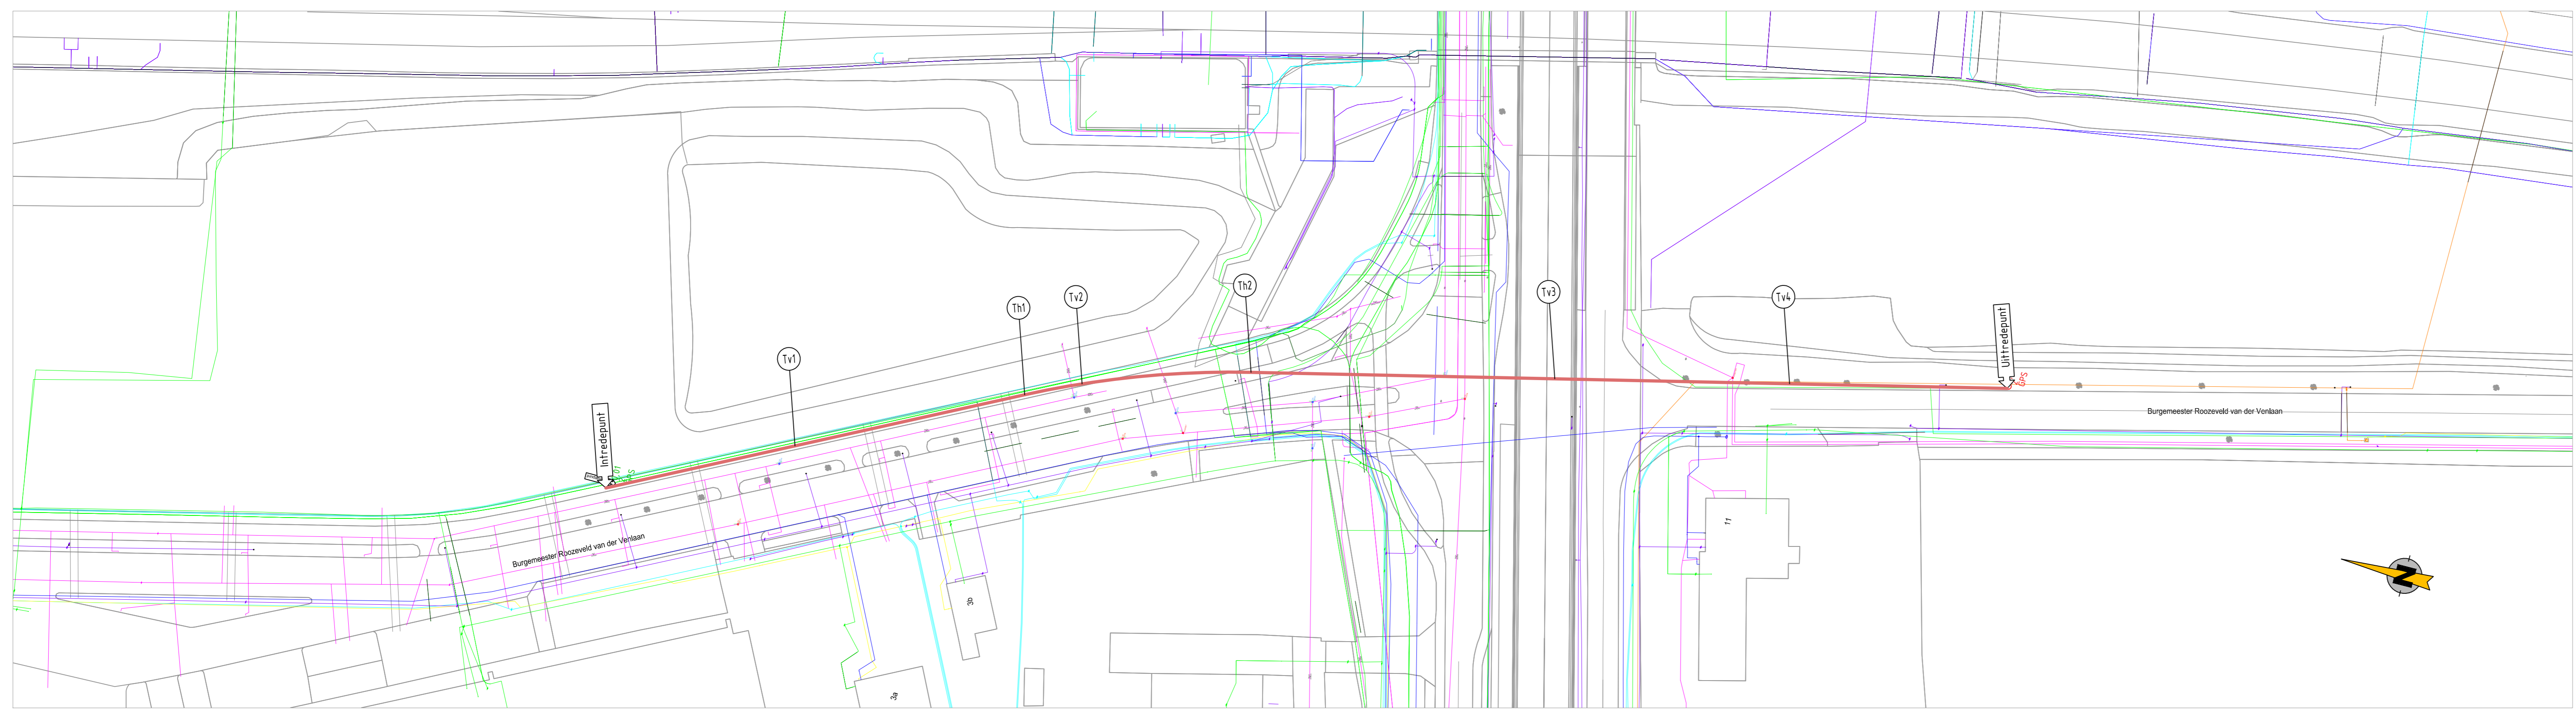 Th2
Tv3
Tv2
Tv4
Th1
Tv1
Uittredepunt
GPS
Intredepunt
Burgemeester Roozeveld van der Venlaan
11
Burgemeester Roozeveld van der Venlaan
N
3b
3a